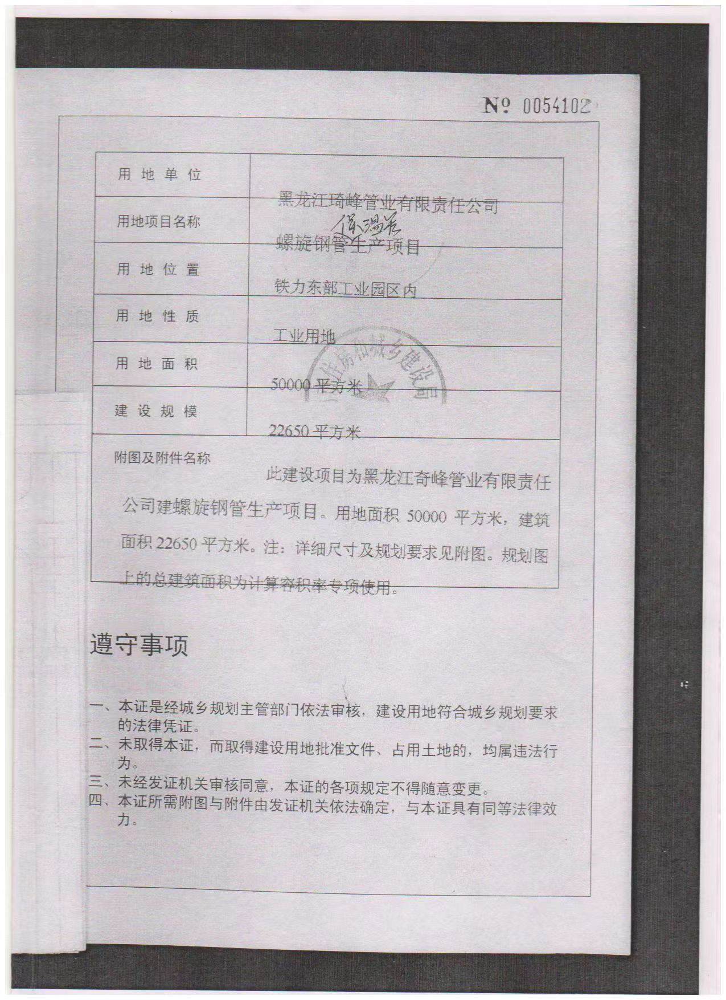 № 0054102
用地单位
黑龙江琦峰管业有限责任公司
用地项目名称
保温管
螺旋钢管生产项目
用地位置
铁力东部工业园区内
用地性质
工业用地
住房和城乡建设局
用地面积
50000 平方米
建设规模
22650 平方米
附图及附件名称
此建设项目为黑龙江奇峰管业有限责任
公司建螺旋钢管生产项目。用地面积 50000 平方米，建筑
面积 22650 平方米。注：详细尺寸及规划要求见附图。规划图
上的总建筑面积为计算容积率专项使用。
遵守事项
一、本证是经城乡规划主管部门依法审核，建设用地符合城乡规划要求
的法律凭证。
二、未取得本证，而取得建设用地批准文件、占用土地的，均属违法行
为。
三、未经发证机关审核同意，本证的各项规定不得随意变更。
四、本证所需附图与附件由发证机关依法确定，与本证具有同等法律效
力。